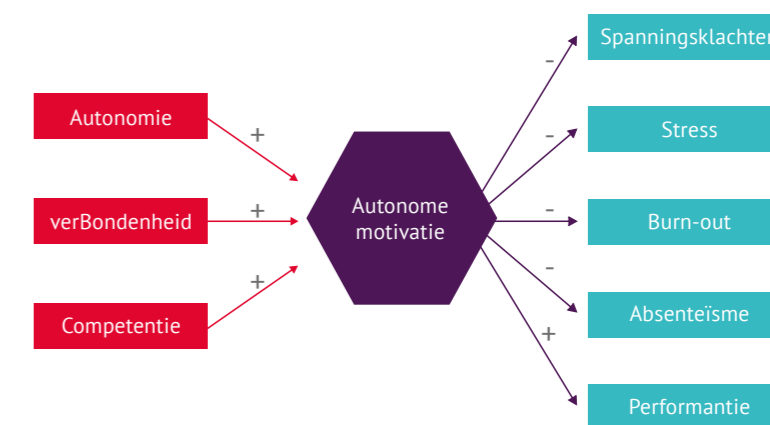 Autonomie
+
verBondenheid
+
Competentie
+
Autonome
motivatie
-
Spanningsklachten
-
Stress
-
Burn-out
-
Absenteïsme
+
Performantie